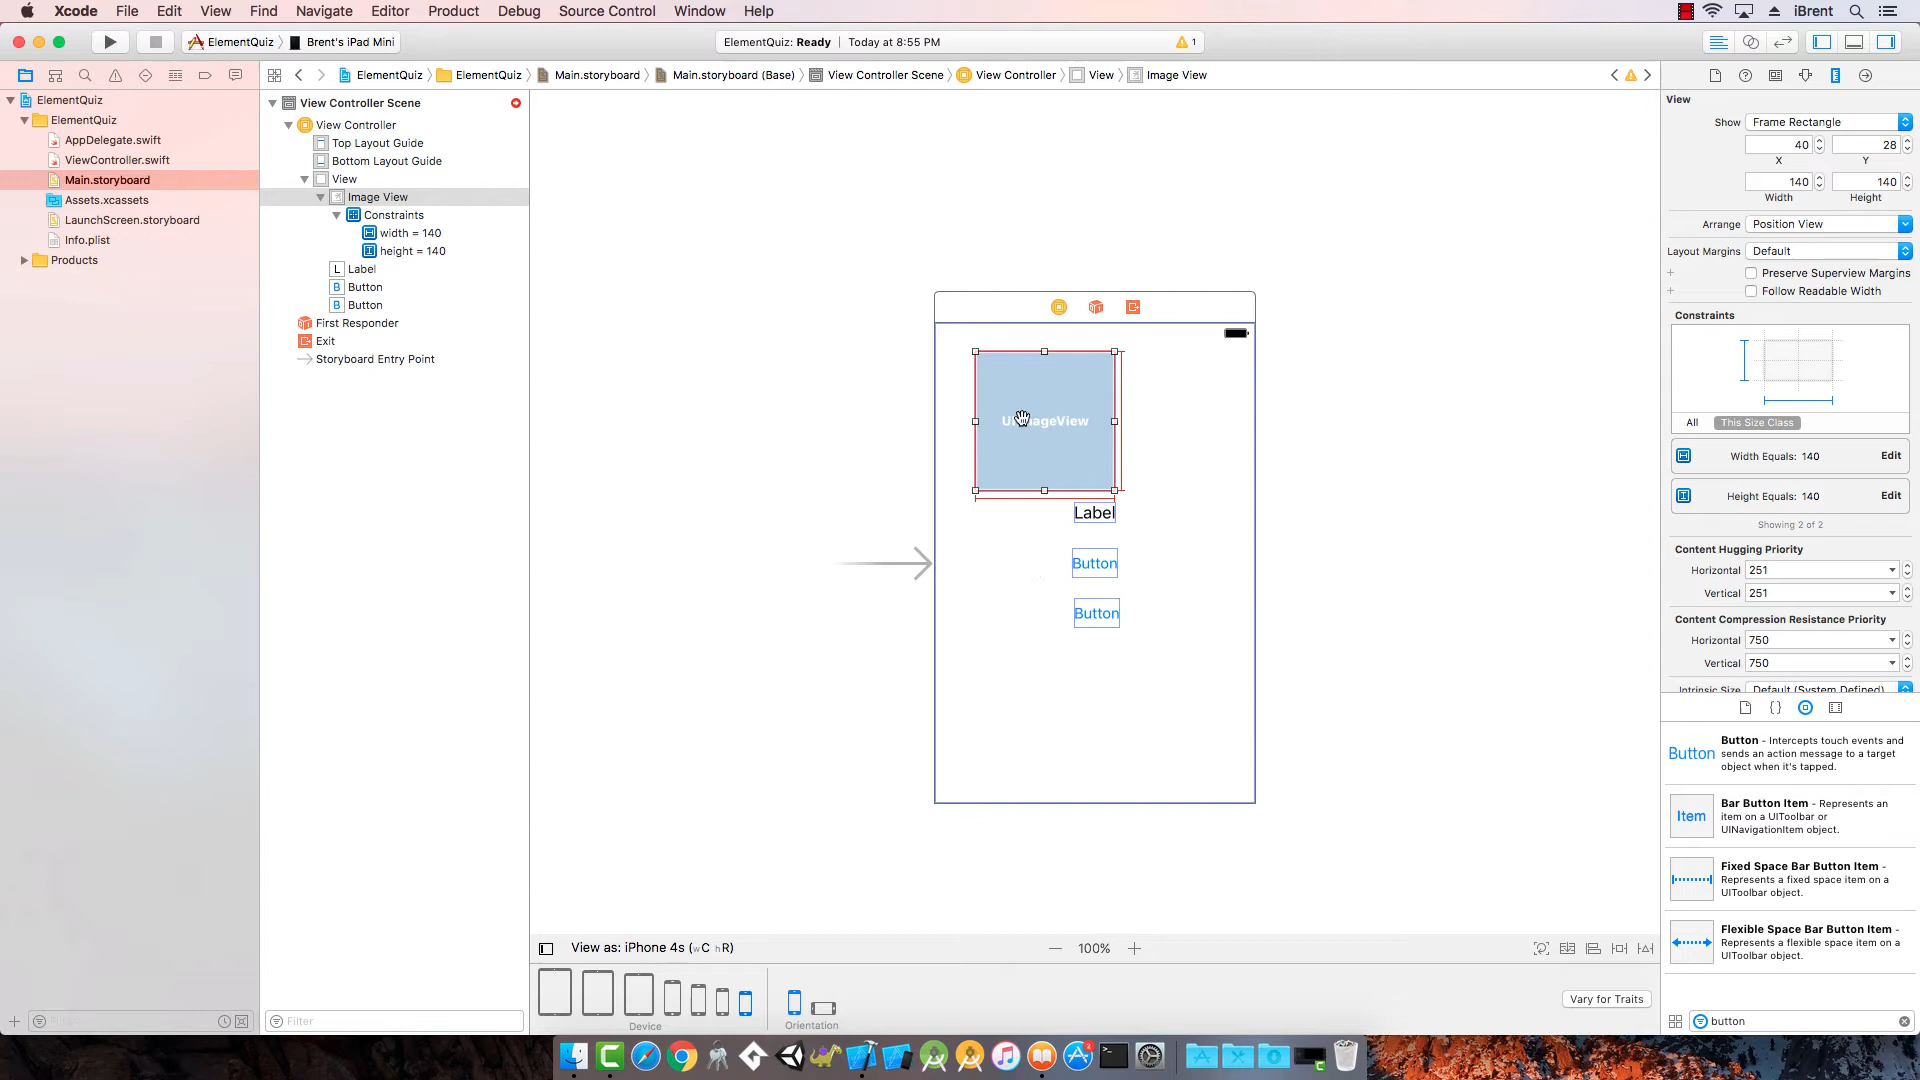 Xcode File Edit View Find Navigate Editor Product Debug Source Control Window Help
iBrent
ElementQuiz Brent's iPad Mini
ElementQuiz: Ready Today at 8:55 PM
1
ElementQuiz ElementQuiz Main.storyboard Main.storyboard (Base) View Controller Scene View Controller View Image View
ElementQuiz
ElementQuiz
AppDelegate.swift
ViewController.swift
Main.storyboard
Assets.xcassets
LaunchScreen.storyboard
Info.plist
Products
View Controller Scene
View Controller
Top Layout Guide
Bottom Layout Guide
View
Image View
Constraints
width = 140
height = 140
L Label
B Button
B Button
First Responder
Exit
Storyboard Entry Point
Label
Button
Button
View
Show Frame Rectangle
40 28
X Y
140 140
Width Height
Arrange Position View
Layout Margins Default
Preserve Superview Margins
Follow Readable Width
Constraints
All This Size Class
Width Equals: 140 Edit
Height Equals: 140 Edit
Showing 2 of 2
Content Hugging Priority
Horizontal 251
Vertical 251
Content Compression Resistance Priority
Horizontal 750
Vertical 750
Intrinsic Size Default (System Defined)
Button
Button - Intercepts touch events and
sends an action message to a target
object when it's tapped.
Item
Bar Button Item - Represents an
item on a UIToolbar or
UINavigationItem object.
Fixed Space Bar Button Item -
Represents a fixed space item on a
UIToolbar object.
Flexible Space Bar Button Item -
Represents a flexible space item on a
UIToolbar object.
button
Filter
Filter
View as: iPhone 4s (wC hR)
100%
Device
Orientation
Vary for Traits
2